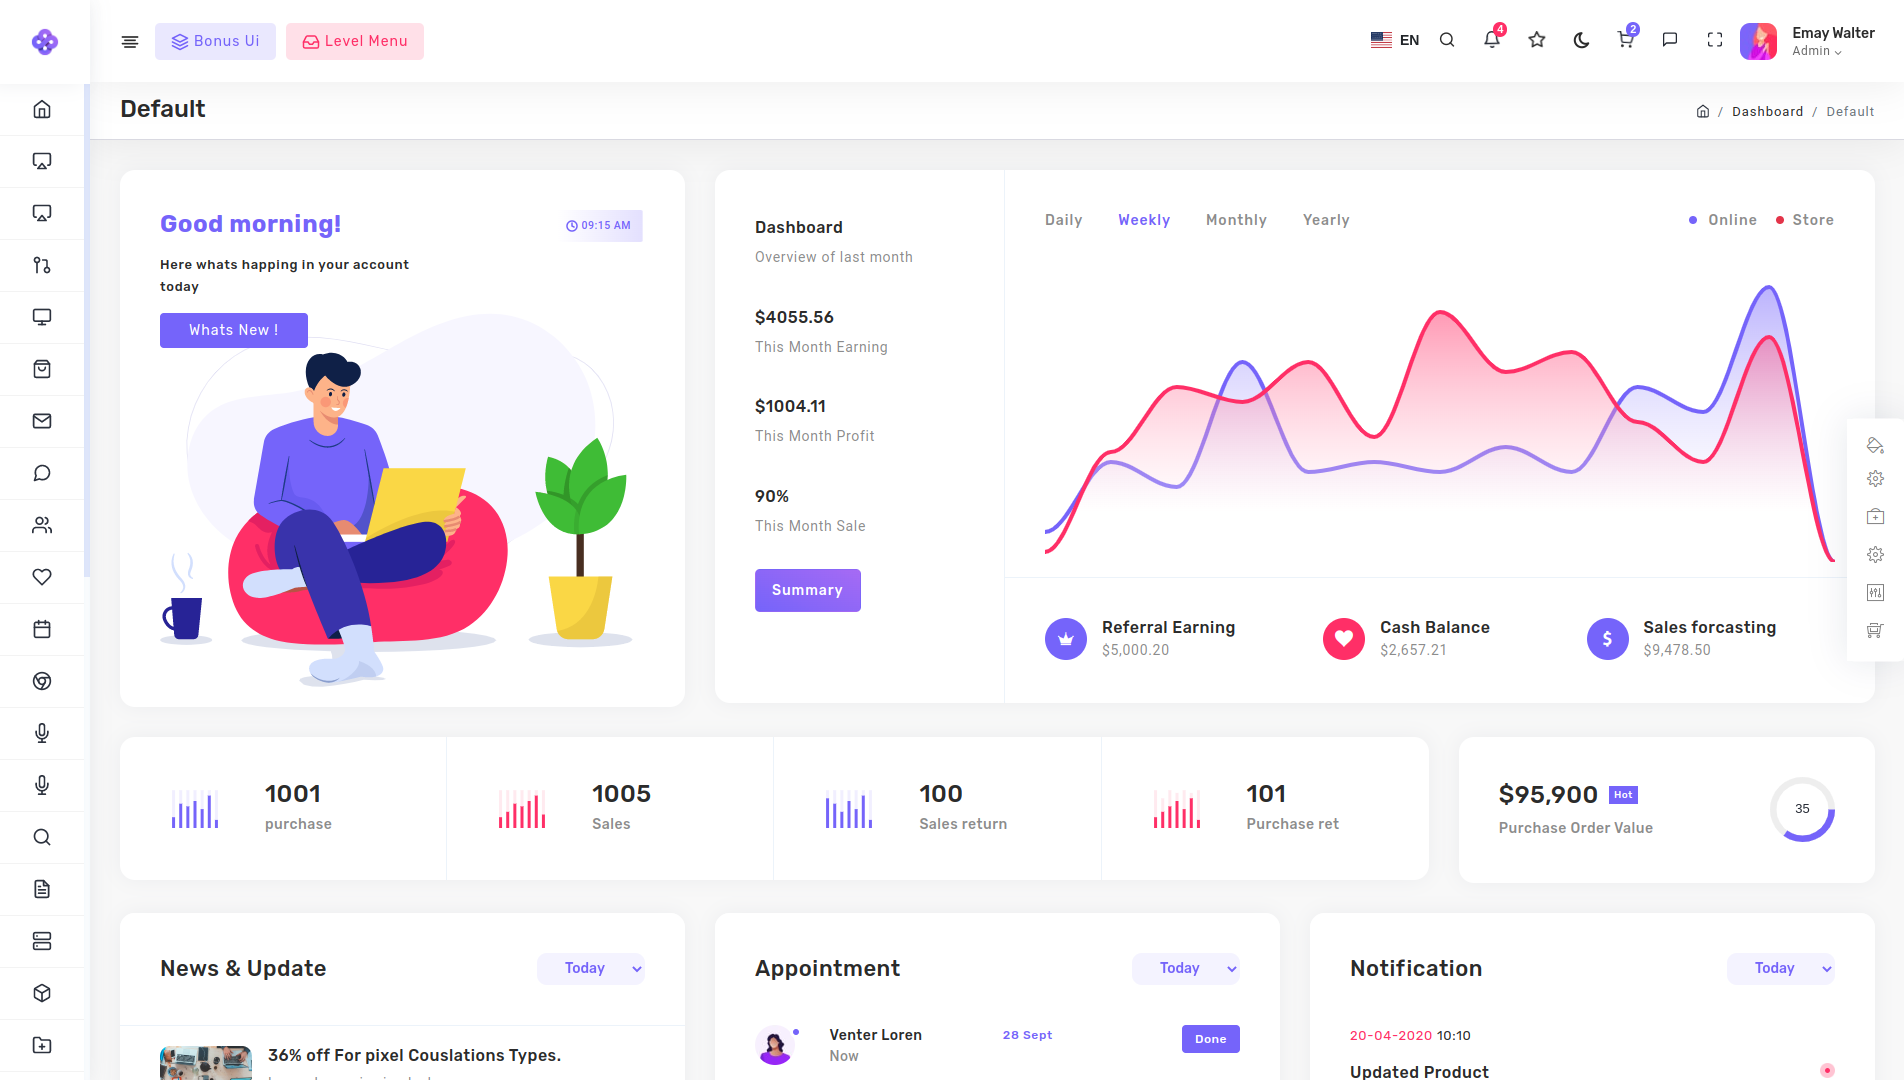 Bonus Ui
Level Menu
EN
4
2
Emay Walter
Admin
Default
/ Dashboard / Default
Good morning!
09:15 AM
Here whats happing in your account
today
Whats New !
Dashboard
Overview of last month
$4055.56
This Month Earning
$1004.11
This Month Profit
90%
This Month Sale
Summary
Daily
Weekly
Monthly
Yearly
Online
Store
Referral Earning
$5,000.20
Cash Balance
$2,657.21
Sales forcasting
$9,478.50
1001
purchase
1005
Sales
100
Sales return
101
Purchase ret
$95,900 Hot
Purchase Order Value
35
News & Update
Today
36% off For pixel Couslations Types.
Appointment
Today
Venter Loren
Now
28 Sept
Done
Notification
Today
20-04-2020 10:10
Updated Product